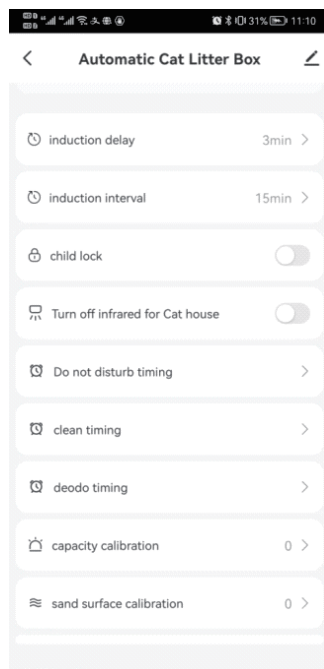 31% 11:10
Automatic Cat Litter Box
induction delay 3min
induction interval 15min
child lock
Turn off infrared for Cat house
Do not disturb timing
clean timing
deodo timing
capacity calibration 0
sand surface calibration 0